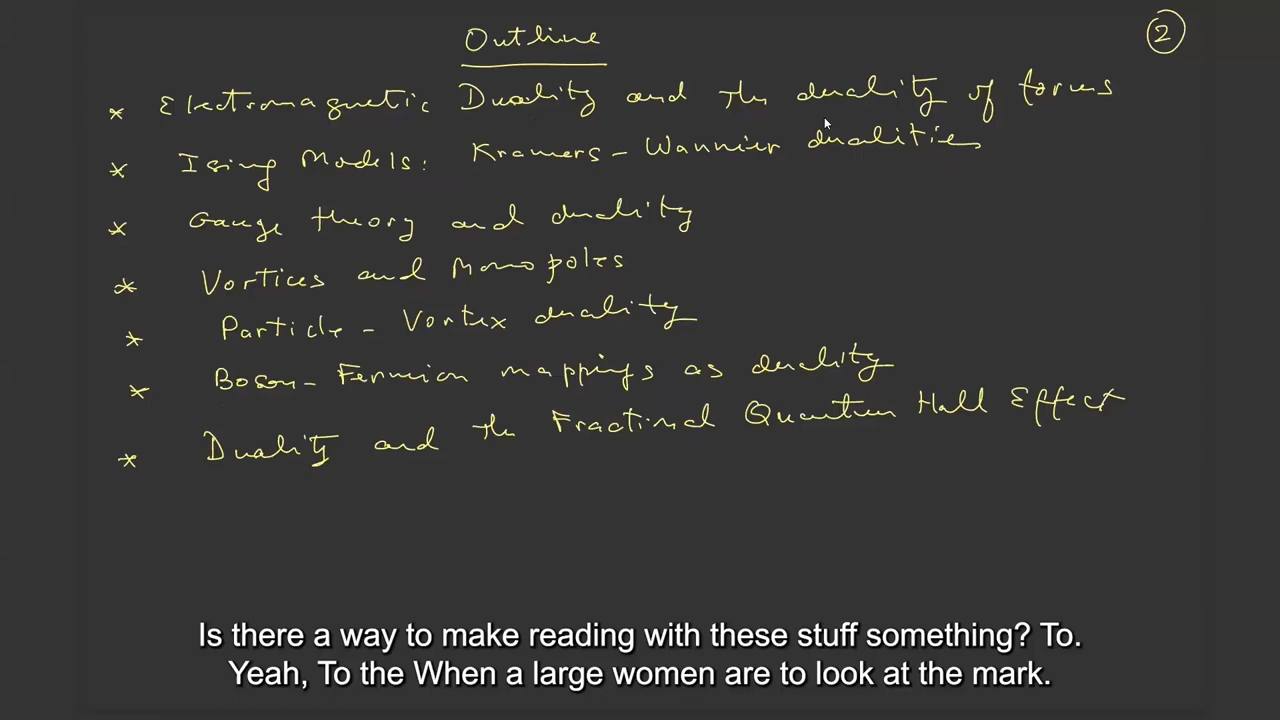 Outline
2
* Electromagnetic Duality and the duality of forms
* Ising Models: Kramers - Wannier dualities
* Gauge theory and duality
* Vortices and Monopoles
* Particle - Vortex duality
* Boson - Fermion mappings as duality
* Duality and the Fractional Quantum Hall Effect
Is there a way to make reading with these stuff something? To.
Yeah, To the When a large women are to look at the mark.